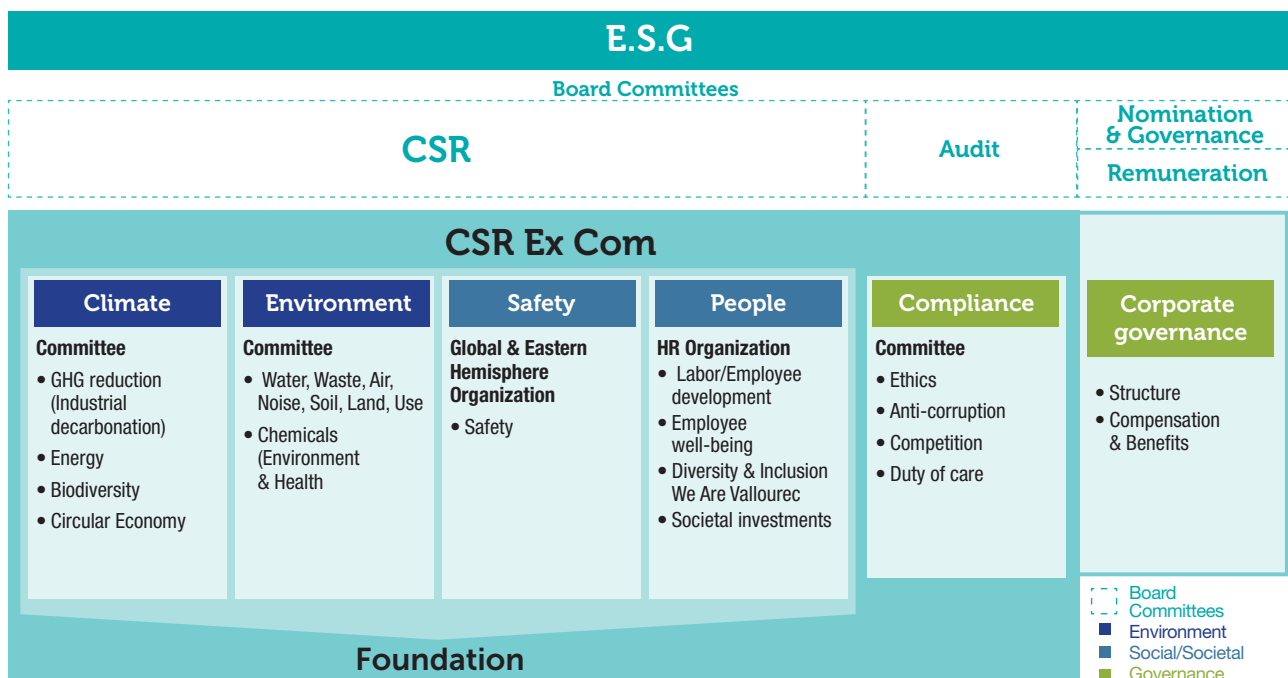 E.S.G
Board Committees
CSR
Audit
Nomination
& Governance
Remuneration
CSR Ex Com
Climate
Committee
• GHG reduction
(Industrial
decarbonation)
• Energy
• Biodiversity
• Circular Economy
Environment
Committee
• Water, Waste, Air,
Noise, Soil, Land, Use
• Chemicals
(Environment
& Health
Safety
Global & Eastern
Hemisphere
Organization
• Safety
People
HR Organization
• Labor/Employee
development
• Employee
well-being
• Diversity & Inclusion
We Are Vallourec
• Societal investments
Compliance
Committee
• Ethics
• Anti-corruption
• Competition
• Duty of care
Corporate
governance
• Structure
• Compensation
& Benefits
Foundation
Board
Committees
Environment
Social/Societal
Governance